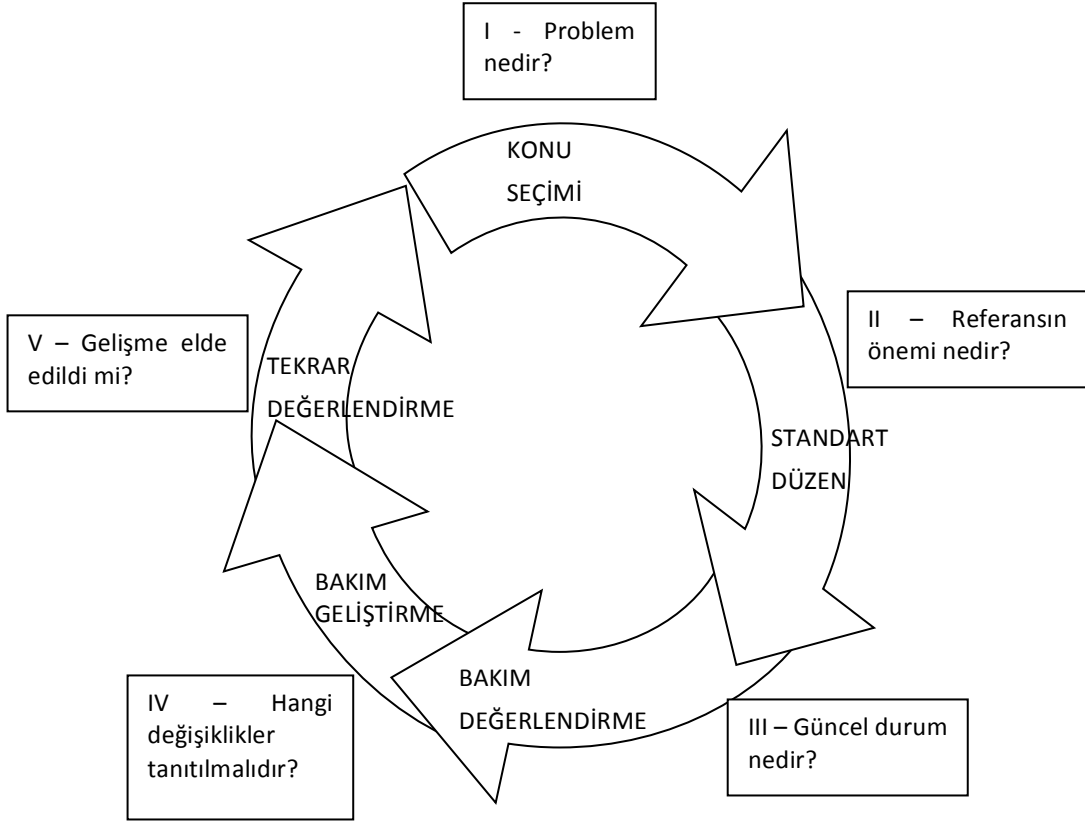 I - Problem
nedir?
KONU
SEÇİMİ
II – Referansın
önemi nedir?
STANDART
DÜZEN
III – Güncel durum
nedir?
BAKIM
DEĞERLENDİRME
IV – Hangi
değişiklikler
tanıtılmalıdır?
BAKIM
GELİŞTİRME
V – Gelişme elde
edildi mi?
TEKRAR
DEĞERLENDİRME